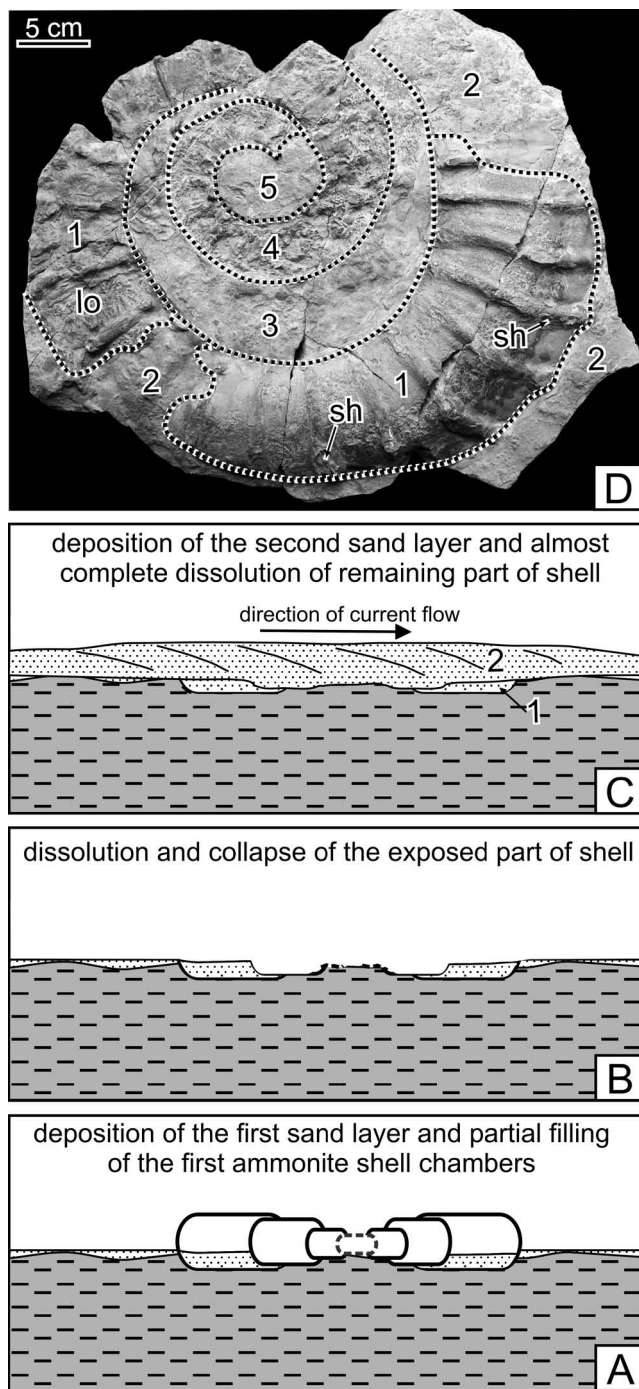 5 cm
2
5
1
4
lo
3
sh
2
1
2
sh
D
deposition of the second sand layer and almost
complete dissolution of remaining part of shell
direction of current flow
2
1
C
dissolution and collapse of the exposed part of shell
B
deposition of the first sand layer and partial filling
of the first ammonite shell chambers
A